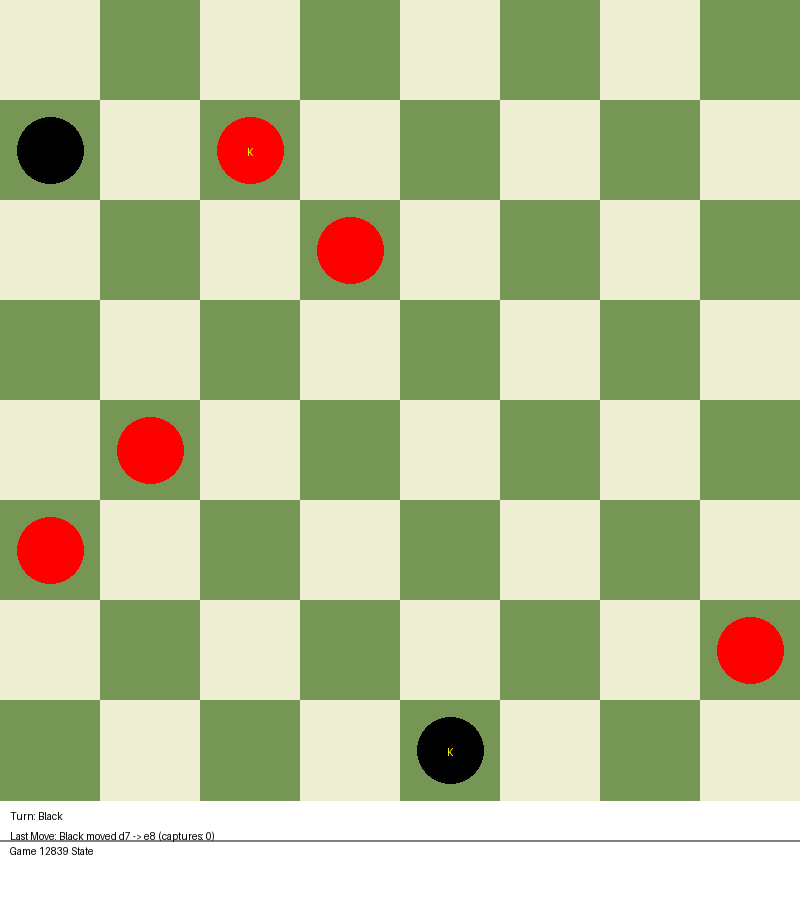 K
K
Turn: Black
Last Move: Black moved d7 -> e8 (captures: 0)
Game 12839 State